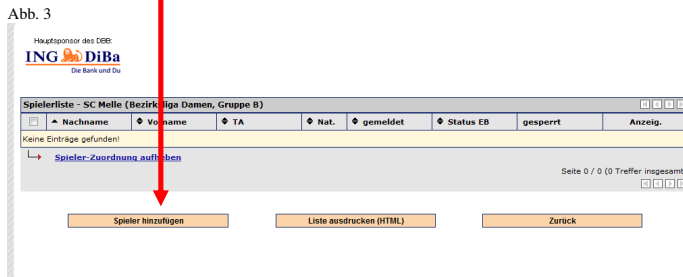 Abb. 3
Hauptsponsor des DBB:
ING DiBa
Die Bank und Du
Spielerliste - SC Melle (Bezirksliga Damen, Gruppe B)
Nachname Vorname TA Nat. gemeldet Status EB gesperrt Anzeig.
Keine Einträge gefunden!
Spieler-Zuordnung aufheben
Seite 0 / 0 (0 Treffer insgesamt
Spieler hinzufügen Liste ausdrucken (HTML) Zurück